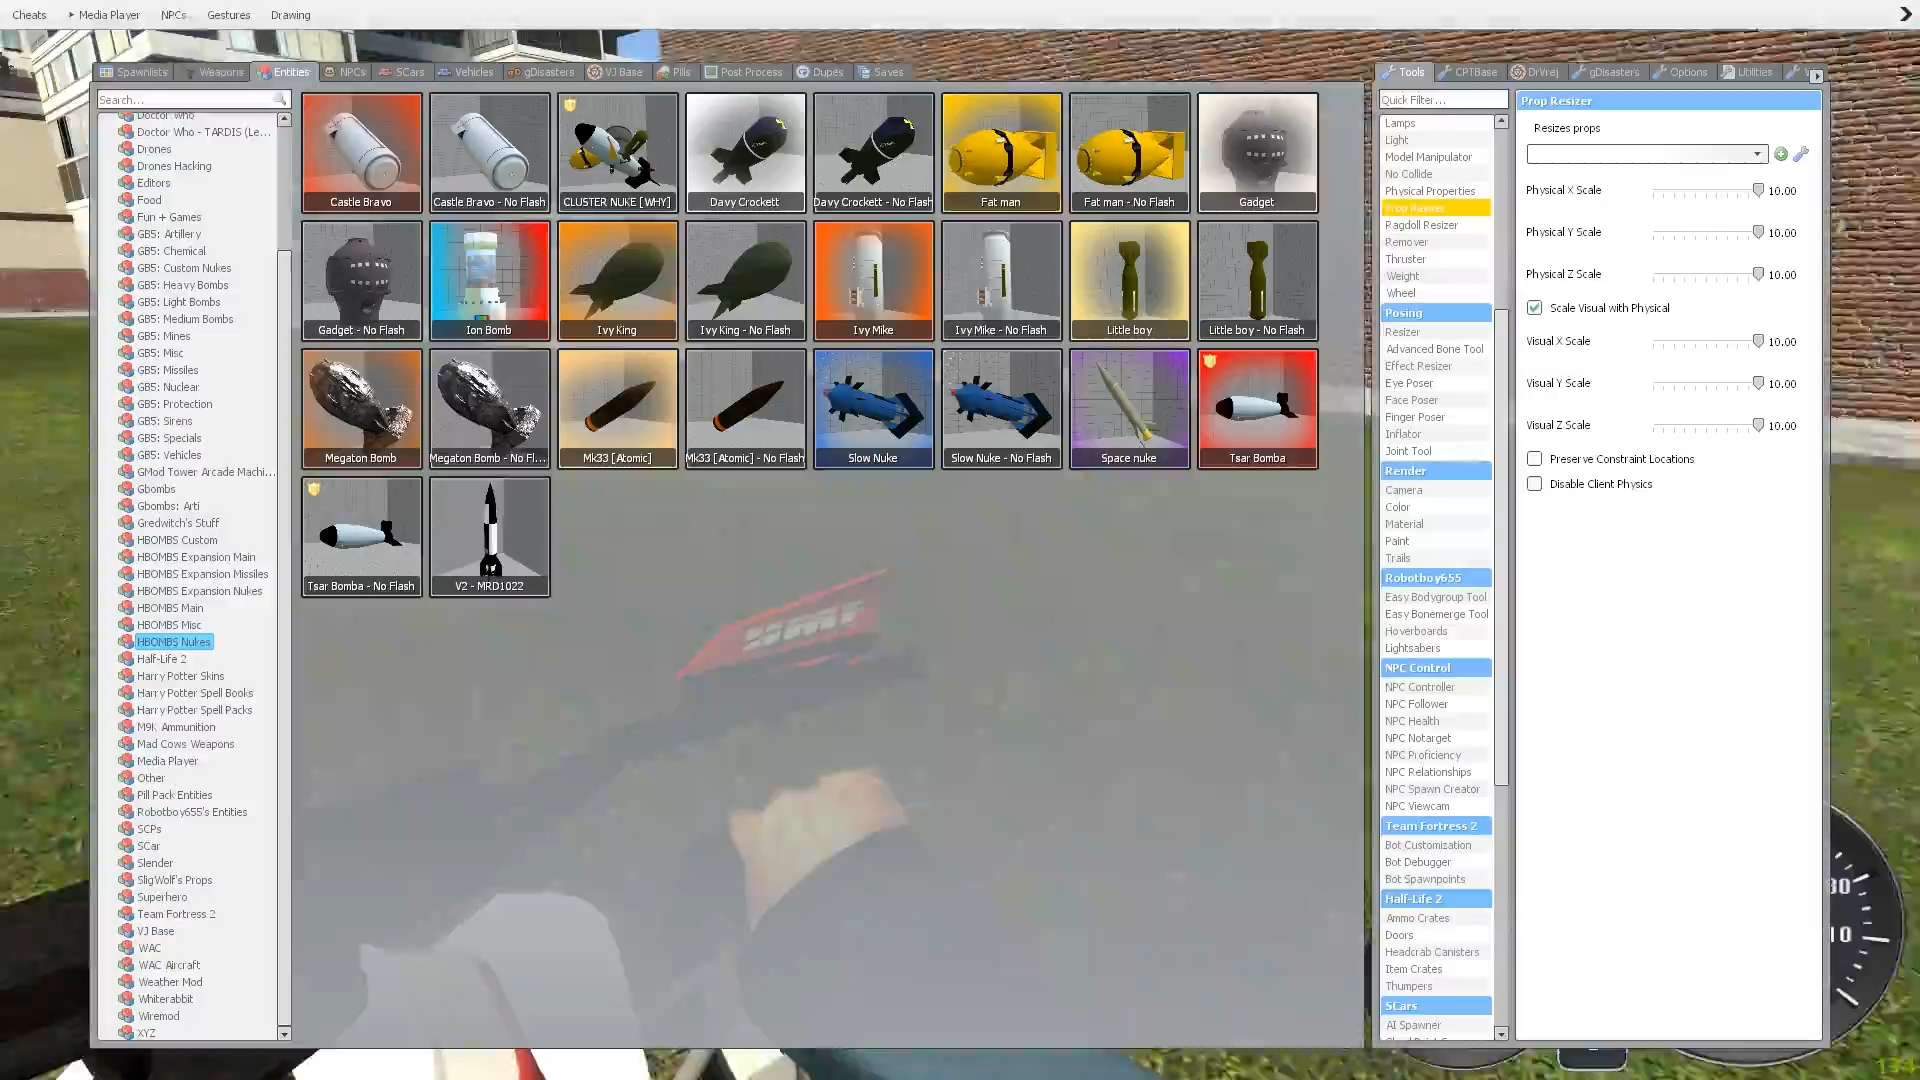 Cheats
Media Player
NPCs
Gestures
Drawing
Spawnlists
Weapons
Entities
NPCs
SCars
Vehicles
gDisasters
VJ Base
Pills
Post Process
Dupes
Saves
Search...
Doctor Who
Doctor Who - TARDIS (Le...
Drones
Drones Hacking
Editors
Food
Fun + Games
GB5: Artillery
GB5: Chemical
GB5: Custom Nukes
GB5: Heavy Bombs
GB5: Light Bombs
GB5: Medium Bombs
GB5: Mines
GB5: Misc
GB5: Missiles
GB5: Nuclear
GB5: Protection
GB5: Sirens
GB5: Specials
GB5: Vehicles
GMod Tower Arcade Machi...
Gbombs
Gbombs: Arti
Gredwitch's Stuff
HBOMBS Custom
HBOMBS Expansion Main
HBOMBS Expansion Missiles
HBOMBS Expansion Nukes
HBOMBS Main
HBOMBS Misc
HBOMBS Nukes
Half-Life 2
Harry Potter Skins
Harry Potter Spell Books
Harry Potter Spell Packs
M9k Ammunition
Mad Cows Weapons
Media Player
Other
Pill Pack Entities
Robotboy655's Entities
SCPs
SCar
Slender
SligWolf's Props
Superhero
Team Fortress 2
VJ Base
WAC
WAC Aircraft
Weather Mod
Whiterabbit
Wiremod
XYZ
Castle Bravo
Castle Bravo - No Flash
CLUSTER NUKE [WHY]
Davy Crockett
Davy Crockett - No Flash
Fat man
Fat man - No Flash
Gadget
Gadget - No Flash
Ion Bomb
Ivy King
Ivy King - No Flash
Ivy Mike
Ivy Mike - No Flash
Little boy
Little boy - No Flash
Megaton Bomb
Megaton Bomb - No Fl...
Mk33 [Atomic]
Mk33 [Atomic] - No Flash
Slow Nuke
Slow Nuke - No Flash
Space nuke
Tsar Bomba
Tsar Bomba - No Flash
V2 - MRD1022
Tools
CPTBase
DrVrej
gDisasters
Options
Utilities
Quick Filter...
Lamps
Light
Model Manipulator
No Collide
Physical Properties
Prop Resizer
Ragdoll Resizer
Remover
Thruster
Weight
Wheel
Posing
Resizer
Advanced Bone Tool
Effect Resizer
Eye Poser
Face Poser
Finger Poser
Inflator
Joint Tool
Render
Camera
Color
Material
Paint
Trails
Robotboy655
Easy Bodygroup Tool
Easy Bonemerge Tool
Hoverboards
Lightsabers
NPC Control
NPC Controller
NPC Follower
NPC Health
NPC Notarget
NPC Proficiency
NPC Relationships
NPC Spawn Creator
NPC Viewcam
Team Fortress 2
Bot Customization
Bot Debugger
Bot Spawnpoints
Half-Life 2
Ammo Crates
Doors
Headcrab Canisters
Item Crates
Thumpers
SCars
AI Spawner
Prop Resizer
Resizes props
Physical X Scale 10.00
Physical Y Scale 10.00
Physical Z Scale 10.00
Scale Visual with Physical
Visual X Scale 10.00
Visual Y Scale 10.00
Visual Z Scale 10.00
Preserve Constraint Locations
Disable Client Physics